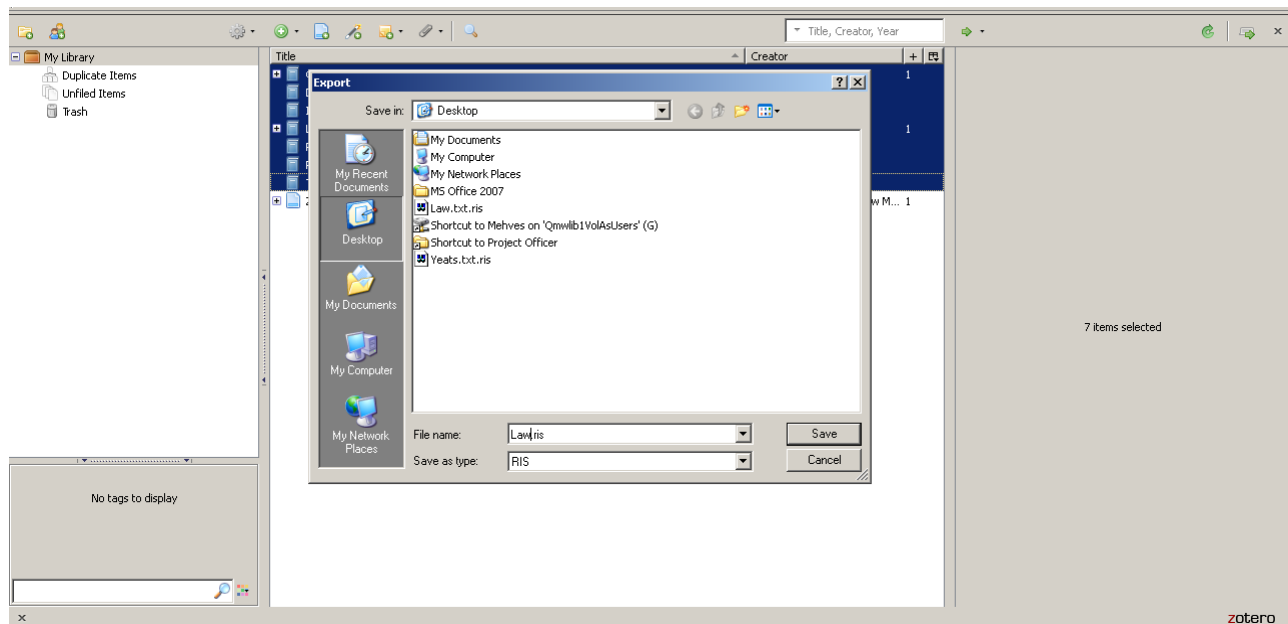 Title, Creator, Year
My Library
Duplicate Items
Unfiled Items
Trash
Title
Creator
+
1
1
w M... 1
Export
Save in:
Desktop
My Recent
Documents
Desktop
My Documents
My Computer
My Network
Places
My Documents
My Computer
My Network Places
MS Office 2007
Law.txt.ris
Shortcut to Mehves on 'Qmwlib1VolAsUsers' (G)
Shortcut to Project Officer
Yeats.txt.ris
File name:
Law.ris
Save
Save as type:
RIS
Cancel
7 items selected
No tags to display
zotero